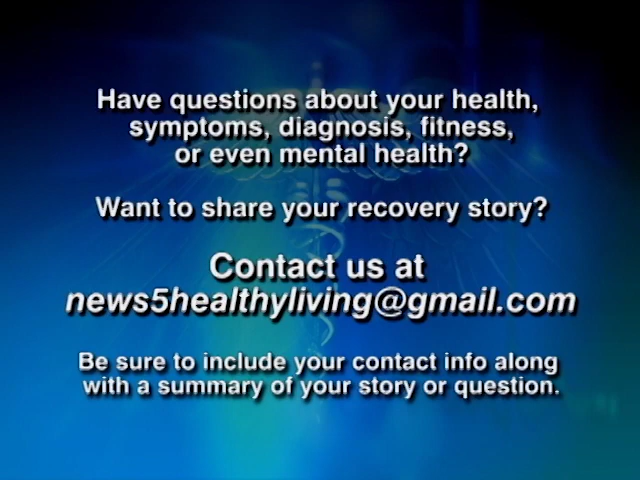 Have questions about your health,
symptoms, diagnosis, fitness,
or even mental health?
Want to share your recovery story?
Contact us at
news5healthyliving@gmail.com
Be sure to include your contact info along
with a summary of your story or question.